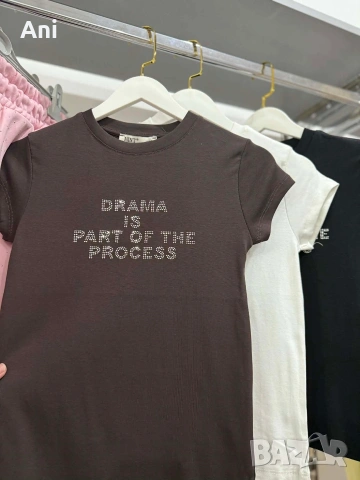 Ani
DRAMA
IS
PART OF THE
PROCESS
BAZAR